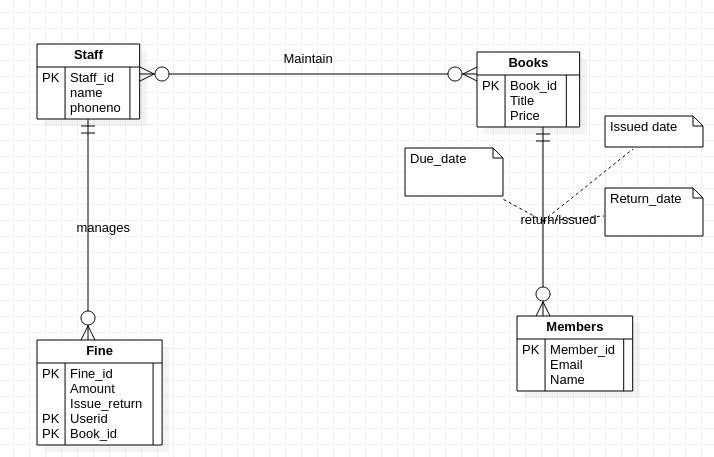 Staff
PK Staff_id
name
phoneno
Maintain
Books
PK Book_id
Title
Price
Issued date
Due_date
Return_date
return/Issued
manages
Fine
PK Fine_id
Amount
Issue_return
PK Userid
PK Book_id
Members
PK Member_id
Email
Name